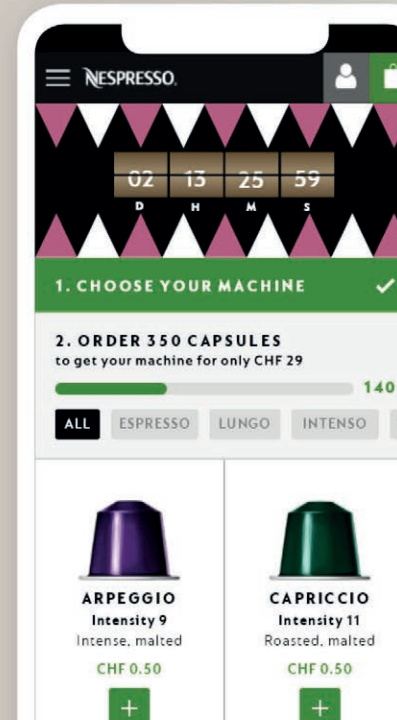 NESPRESSO.
02 13 25 59
D H M S
1. CHOOSE YOUR MACHINE
2. ORDER 350 CAPSULES
to get your machine for only CHF 29
140
ALL ESPRESSO LUNGO INTENSO
ARPEGGIO
Intensity 9
Intense, malted
CHF 0.50
+
CAPRICCIO
Intensity 11
Roasted, malted
CHF 0.50
+